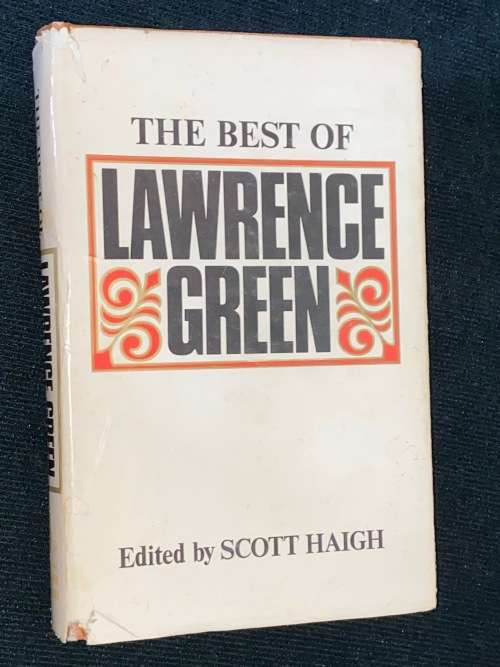 THE BEST OF
LAWRENCE
GREEN
Edited by SCOTT HAIGH
LAWRENCE GREEN